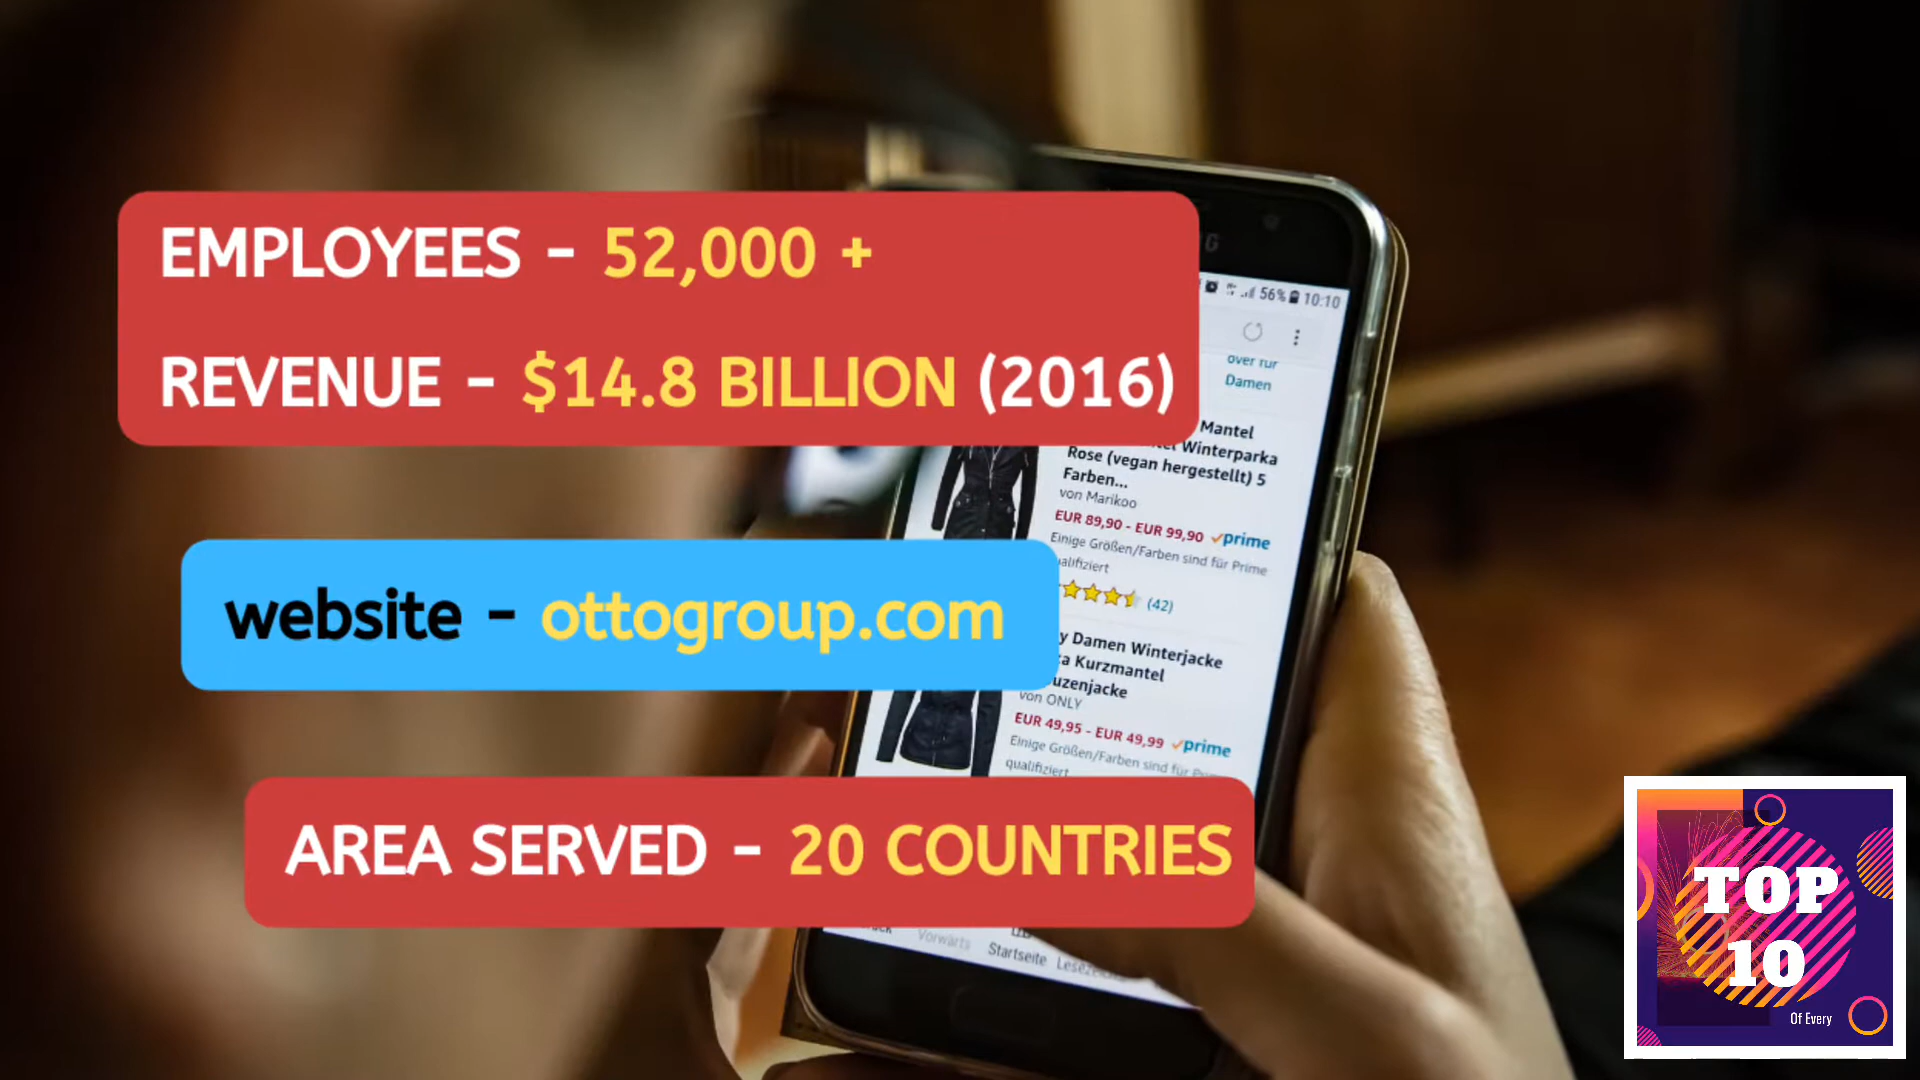 EMPLOYEES - 52,000 +
REVENUE - $14.8 BILLION (2016)
website - ottogroup.com
AREA SERVED - 20 COUNTRIES
G
56% 10:10
over für
Damen
Mantel
Winterparka
Rose (vegan hergestellt) 5
Farben...
von Marikoo
EUR 89,90 - EUR 99,90 prime
Einige Größen/Farben sind für Prime
qualifiziert
(42)
y Damen Winterjacke
Kurzmantel
von ONLY
EUR 49,95 - EUR 49,99 prime
Einige Größen/Farben sind für
qualifiziert
Vorwärts
Startseite
TOP
10
Of Every